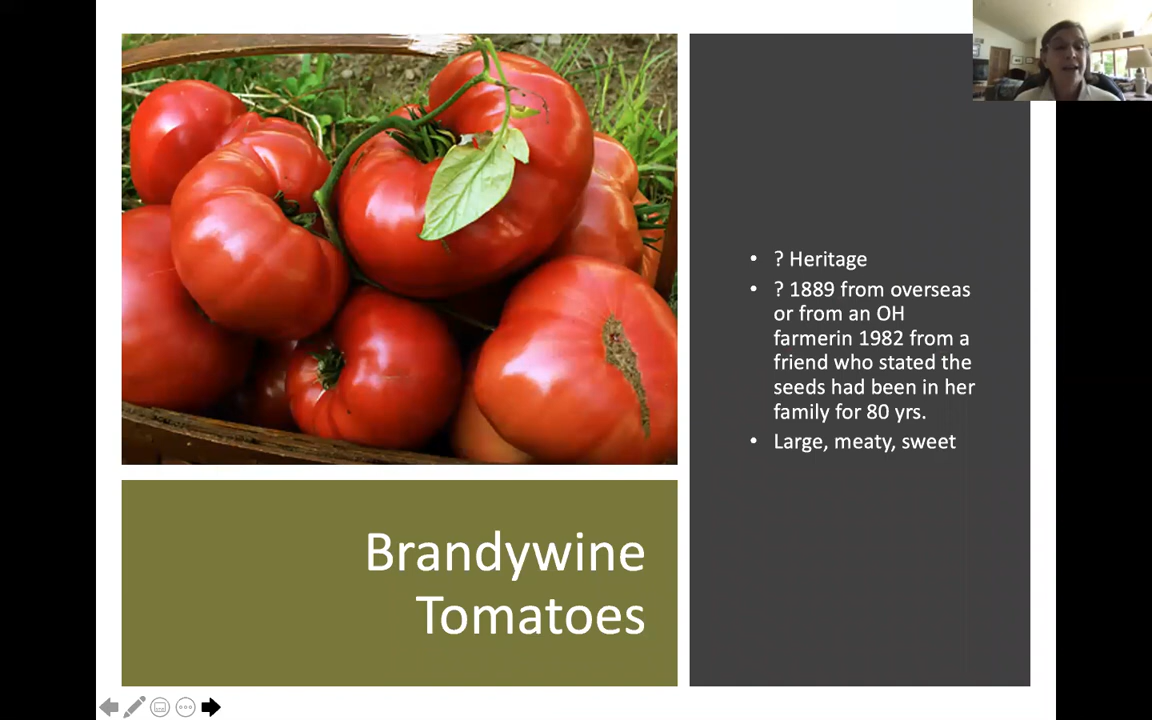 ? Heritage
? 1889 from overseas
or from an OH
farmerin 1982 from a
friend who stated the
seeds had been in her
family for 80 yrs.
Large, meaty, sweet
Brandywine
Tomatoes